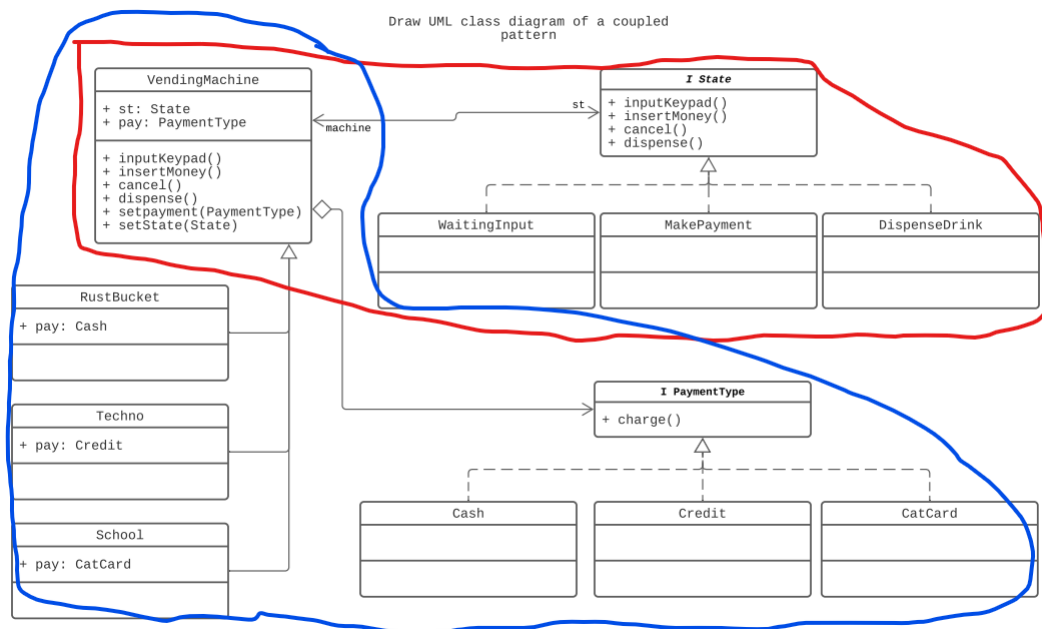 Draw UML class diagram of a coupled
pattern
VendingMachine
+ st: State
+ pay: PaymentType
+ inputKeypad()
+ insertMoney()
+ cancel()
+ dispense()
+ setpayment(PaymentType)
+ setState(State)
machine
st
I State
+ inputKeypad()
+ insertMoney()
+ cancel()
+ dispense()
WaitingInput
MakePayment
DispenseDrink
RustBucket
+ pay: Cash
Techno
+ pay: Credit
School
+ pay: CatCard
I PaymentType
+ charge()
Cash
Credit
CatCard